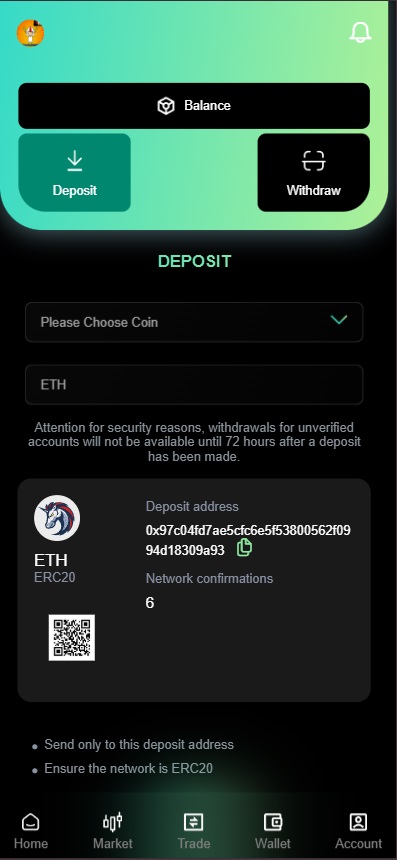 Balance
Deposit
Withdraw
DEPOSIT
Please Choose Coin
ETH
Attention for security reasons, withdrawals for unverified
accounts will not be available until 72 hours after a deposit
has been made.
Deposit address
0x97c04fd7ae5cfc6e5f53800562f09
94d18309a93
ETH
ERC20
Network confirmations
6
Send only to this deposit address
Ensure the network is ERC20
Home
Market
Trade
Wallet
Account